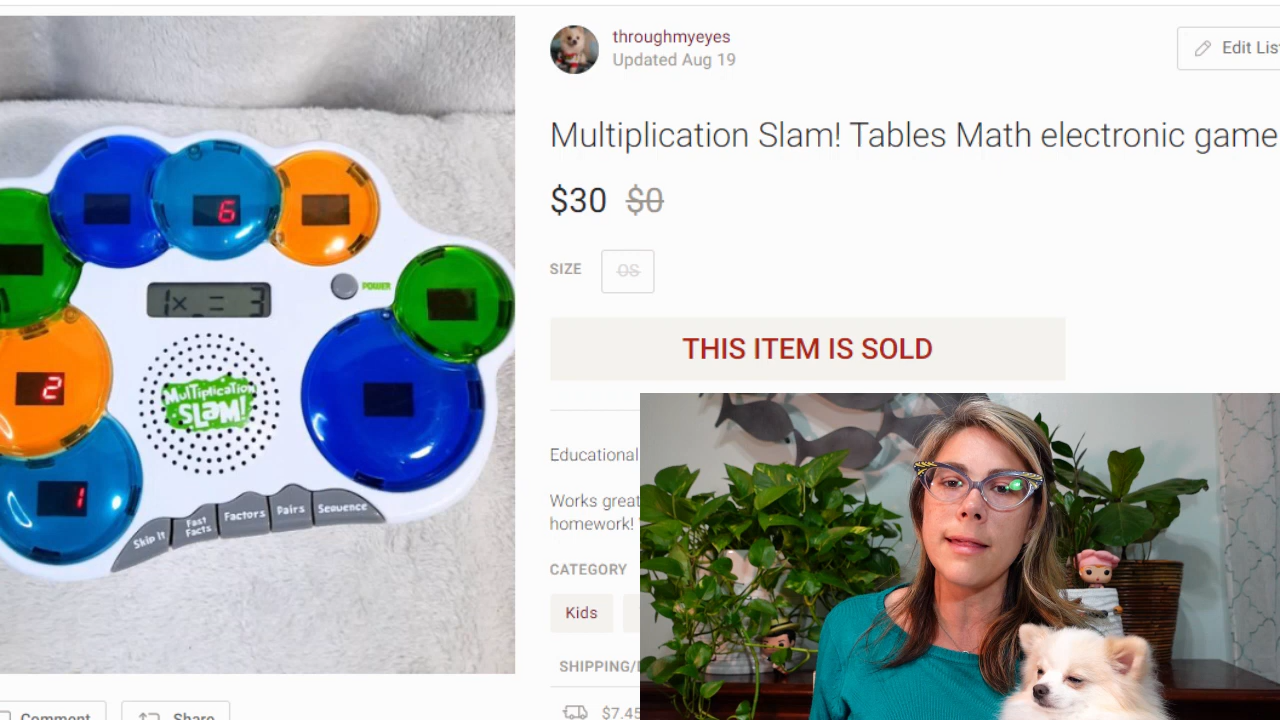 throughmyeyes
Updated Aug 19
Edit Lis
Multiplication Slam! Tables Math electronic game
$30 $0
SIZE OS
THIS ITEM IS SOLD
Educational
Works great
homework!
CATEGORY
Kids
SHIPPING/
$7.45
6
1x_=3
POWER
2
MULTiplicaTion
SLaM!
1
Skip It
Fast
Facts
Factors
Pairs
Sequence
Comment
Share